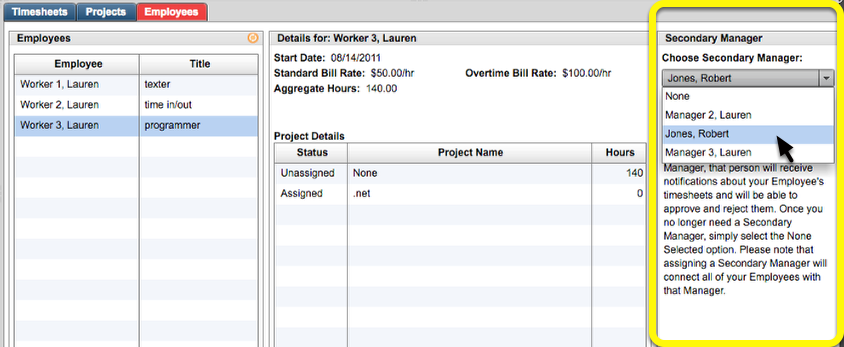 Timesheets Projects Employees
Employees
Employee Title
Worker 1, Lauren texter
Worker 2, Lauren time in/out
Worker 3, Lauren programmer
Details for: Worker 3, Lauren
Start Date: 08/14/2011
Standard Bill Rate: $50.00/hr Overtime Bill Rate: $100.00/hr
Aggregate Hours: 140.00
Project Details
Status Project Name Hours
Unassigned None 140
Assigned .net 0
Secondary Manager
Choose Secondary Manager:
Jones, Robert
None
Manager 2, Lauren
Jones, Robert
Manager 3, Lauren
Manager, that person will receive
notifications about your Employee's
timesheets and will be able to
approve and reject them. Once you
no longer need a Secondary
Manager, simply select the None
Selected option. Please note that
assigning a Secondary Manager will
connect all of your Employees with
that Manager.